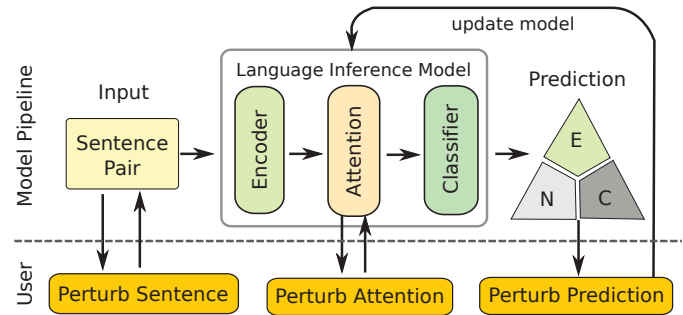 update model
Language Inference Model
Prediction
Input
Model Pipeline
Sentence
Pair
Encoder
Attention
Classifier
E
N
C
User
Perturb Sentence
Perturb Attention
Perturb Prediction